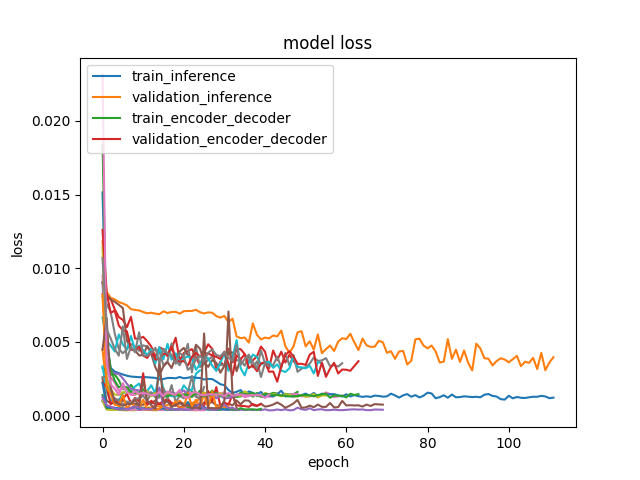 model loss
train_inference
validation_inference
train_encoder_decoder
validation_encoder_decoder
0.020
0.015
0.010
0.005
0.000
loss
0 20 40 60 80 100
epoch